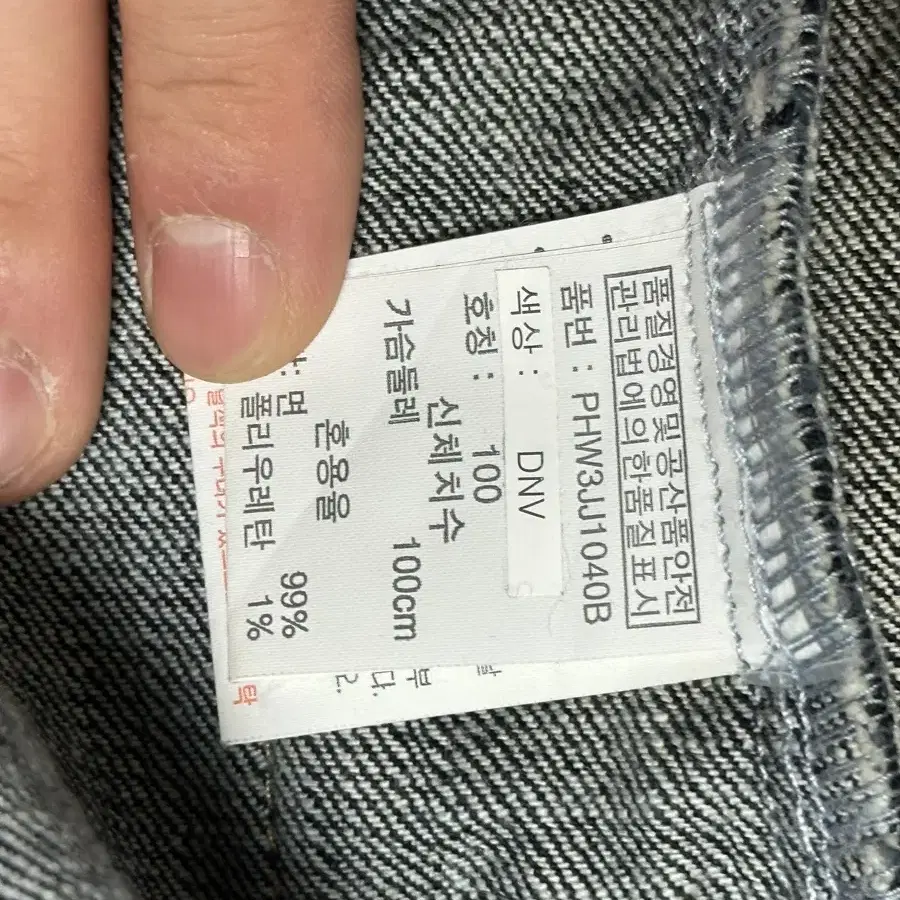 품질경영및공산품안전
관리법에의한품질표시
품번 : PHW3JJ1040B
색상 : DNV
호칭 : 100
신체치수
가슴둘레 100cm
혼용율
면 99%
폴리우레탄 1%